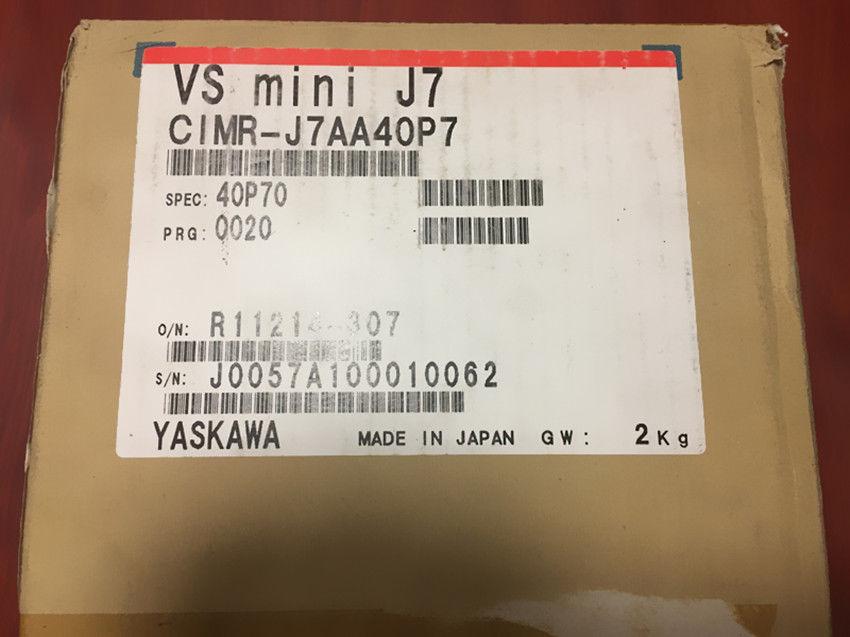 VS mini J7
CIMR-J7AA40P7
SPEC: 40P70
PRG: 0020
O/N:
S/N: J0057A100010062
YASKAWA MADE IN JAPAN GW: 2Kg